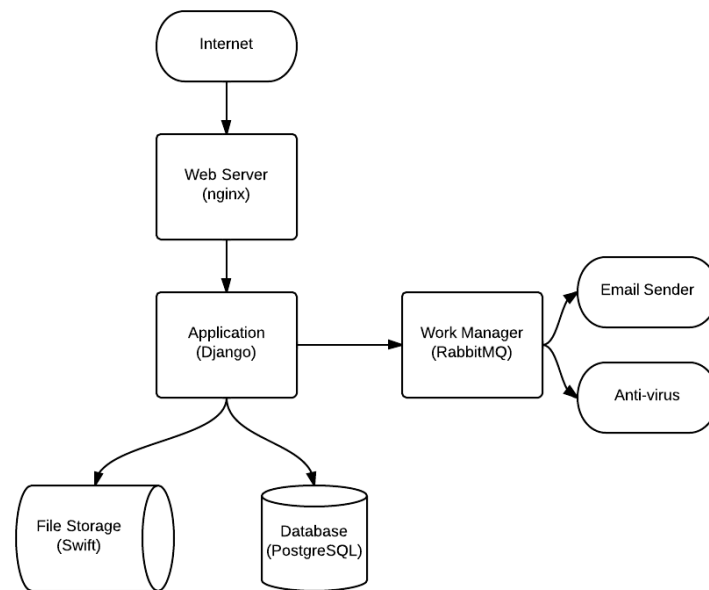 Internet
Web Server
(nginx)
Application
(Django)
Work Manager
(RabbitMQ)
Email Sender
Anti-virus
File Storage
(Swift)
Database
(PostgreSQL)